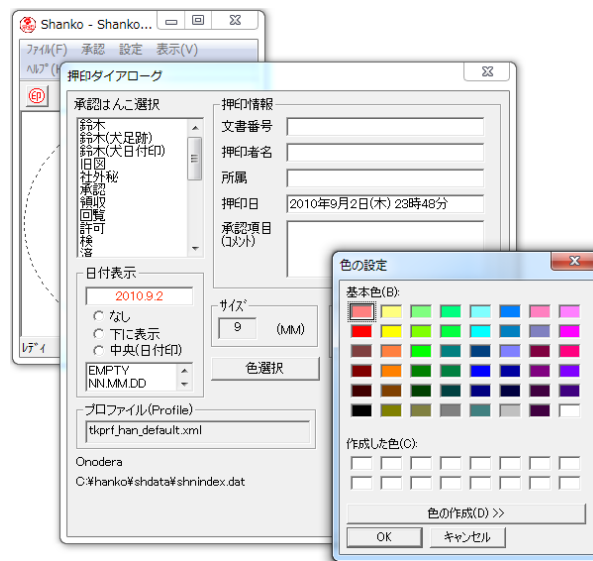 Shanko - Shanko...
ファイル(F) 承認 設定 表示(V)
ヘルプ(H
印
押印ダイアローグ
承認はんこ選択
鈴木
鈴木(犬足跡)
鈴木(犬日付印)
旧図
社外秘
承認
領収
回覧
許可
検
済
押印情報
文書番号
押印者名
所属
押印日 2010年9月2日(木) 23時48分
承認項目
(コメント)
日付表示
2010.9.2
なし
下に表示
中央(日付印)
EMPTY
NN.MM.DD
サイズ
9 (MM)
色選択
プロファイル(Profile)
tkprf_han_default.xml
Onodera
C:¥hanko¥shdata¥shnindex.dat
レディ
色の設定
基本色(B):
作成した色(C):
色の作成(D) >>
OK キャンセル